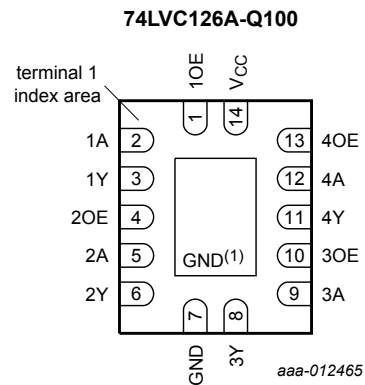 74LVC126A-Q100
terminal 1
index area
1OE
VCC
1
14
1A 2
13 4OE
1Y 3
12 4A
2OE 4
11 4Y
2A 5
10 3OE
2Y 6
9 3A
GND(1)
7
8
GND
3Y
aaa-012465